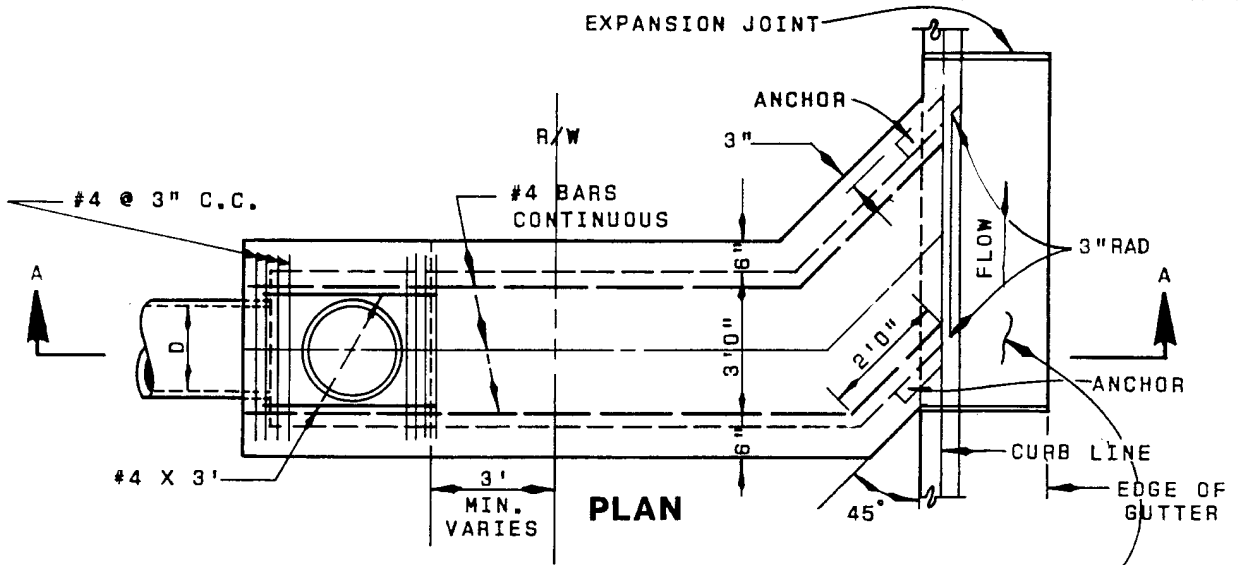 EXPANSION JOINT
ANCHOR
R/W
3"
#4 @ 3" C.C.
#4 BARS
CONTINUOUS
6"
FLOW
3"RAD
A
A
D
3'0"
2'0"
ANCHOR
6"
#4 X 3'
CURB LINE
3'
MIN.
VARIES
PLAN
45°
EDGE OF
GUTTER